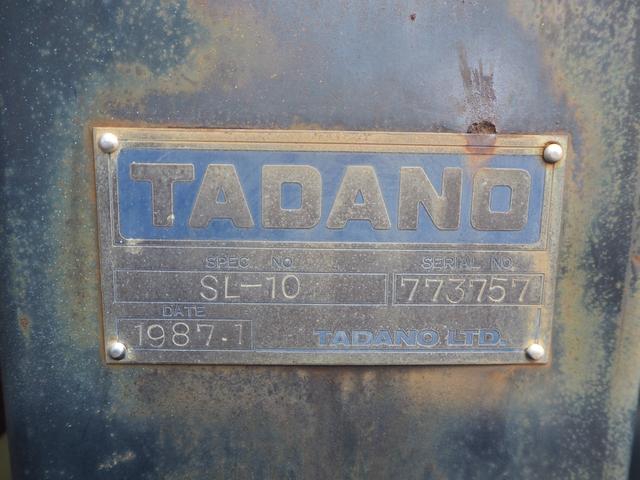 TADANO
SPEC. NO. SERIAL NO.
SL-10 773757
DATE
1987.1 TADANO LTD.